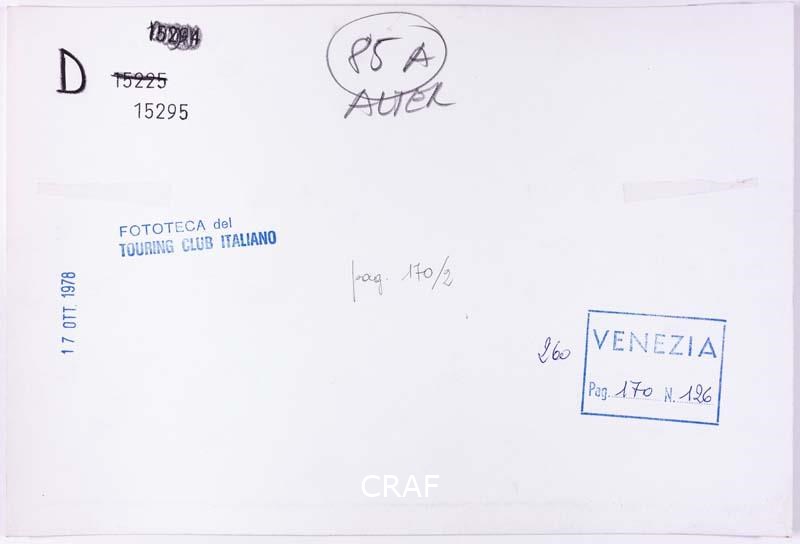 15294
D
15225
15295
85 A
ALTER
FOTOTECA del
TOURING CLUB ITALIANO
17 OTT. 1978
pag. 170/2
260
VENEZIA
Pag. 170 N. 126
CRAF